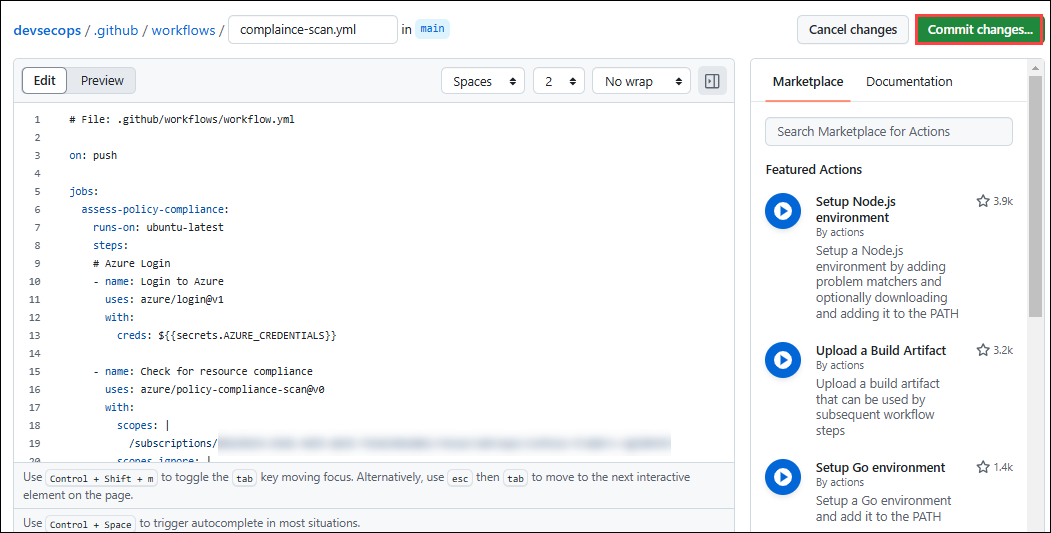 devsecops / .github / workflows / complaince-scan.yml in main Cancel changes Commit changes...
Edit Preview Spaces 2 No wrap
1 # File: .github/workflows/workflow.yml
2
3 on: push
4
5 jobs:
6 assess-policy-compliance:
7 runs-on: ubuntu-latest
8 steps:
9 # Azure Login
10 - name: Login to Azure
11 uses: azure/login@v1
12 with:
13 creds: ${{secrets.AZURE_CREDENTIALS}}
14
15 - name: Check for resource compliance
16 uses: azure/policy-compliance-scan@v0
17 with:
18 scopes: |
19 /subscriptions/
20 scopes-ignore: |
Use Control + Shift + m to toggle the tab key moving focus. Alternatively, use esc then tab to move to the next interactive
element on the page.
Use Control + Space to trigger autocomplete in most situations.
Marketplace Documentation
Search Marketplace for Actions
Featured Actions
Setup Node.js 3.9k
environment
By actions
Setup a Node.js
environment by adding
problem matchers and
optionally downloading
and adding it to the PATH
Upload a Build Artifact 3.2k
By actions
Upload a build artifact
that can be used by
subsequent workflow
steps
Setup Go environment 1.4k
By actions
Setup a Go environment
and add it to the PATH